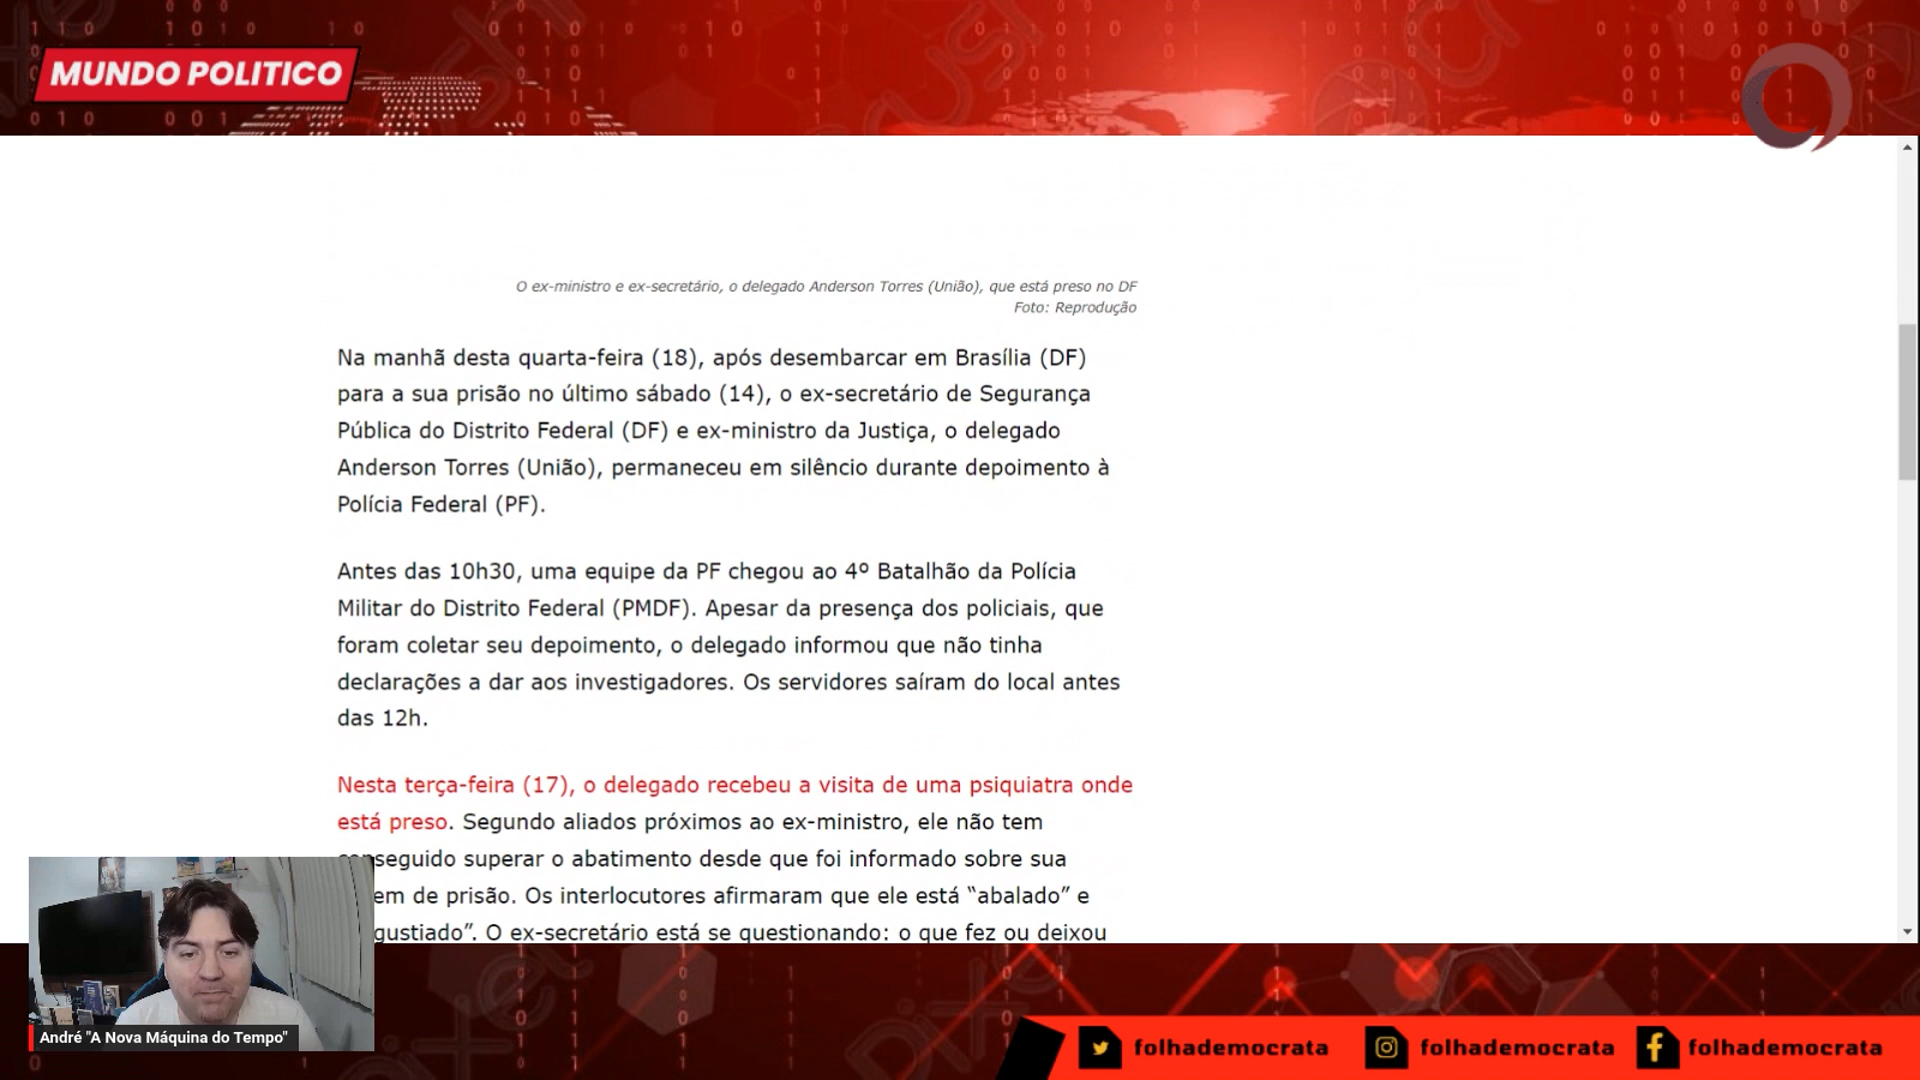 MUNDO POLITICO
O ex-ministro e ex-secretário, o delegado Anderson Torres (União), que está preso no DF
Foto: Reprodução
Na manhã desta quarta-feira (18), após desembarcar em Brasília (DF)
para a sua prisão no último sábado (14), o ex-secretário de Segurança
Pública do Distrito Federal (DF) e ex-ministro da Justiça, o delegado
Anderson Torres (União), permaneceu em silêncio durante depoimento à
Polícia Federal (PF).
Antes das 10h30, uma equipe da PF chegou ao 4º Batalhão da Polícia
Militar do Distrito Federal (PMDF). Apesar da presença dos policiais, que
foram coletar seu depoimento, o delegado informou que não tinha
declarações a dar aos investigadores. Os servidores saíram do local antes
das 12h.
Nesta terça-feira (17), o delegado recebeu a visita de uma psiquiatra onde
está preso. Segundo aliados próximos ao ex-ministro, ele não tem
conseguido superar o abatimento desde que foi informado sobre sua
em de prisão. Os interlocutores afirmaram que ele está “abalado” e
gustiado”. O ex-secretário está se questionando: o que fez ou deixou
André "A Nova Máquina do Tempo"
folhademocrata
folhademocrata
folhademocrata